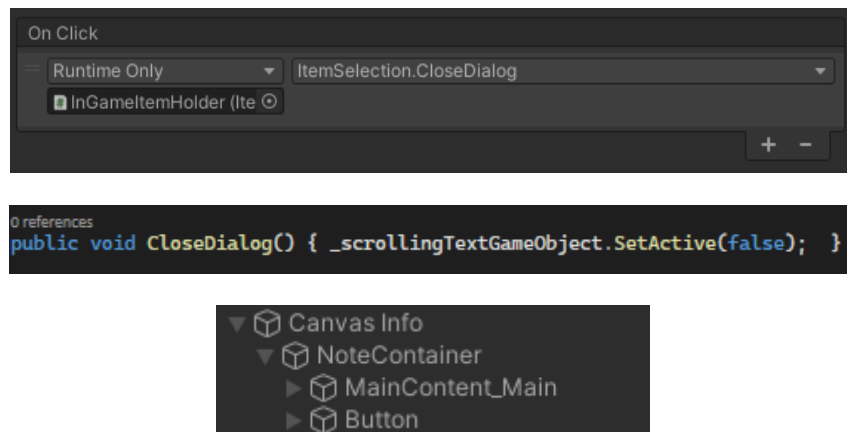 On Click
Runtime Only ItemSelection.CloseDialog
InGameItemHolder (Ite
+ -
0 references
public void CloseDialog() { _scrollingTextGameObject.SetActive(false);  }
Canvas Info
NoteContainer
MainContent_Main
Button